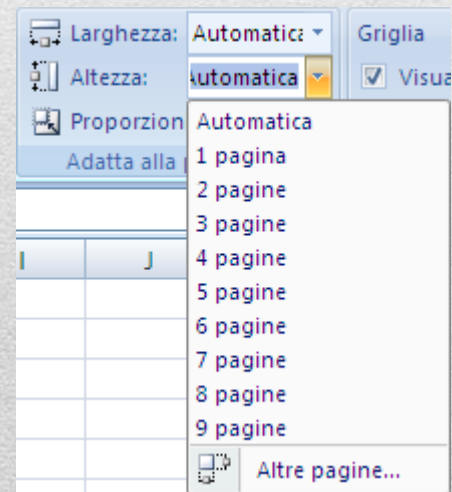 Larghezza: Automatica Griglia
Altezza: Automatica Visua
Proporzion
Adatta alla
Automatica
1 pagina
2 pagine
3 pagine
4 pagine
5 pagine
6 pagine
7 pagine
8 pagine
9 pagine
Altre pagine...
I J